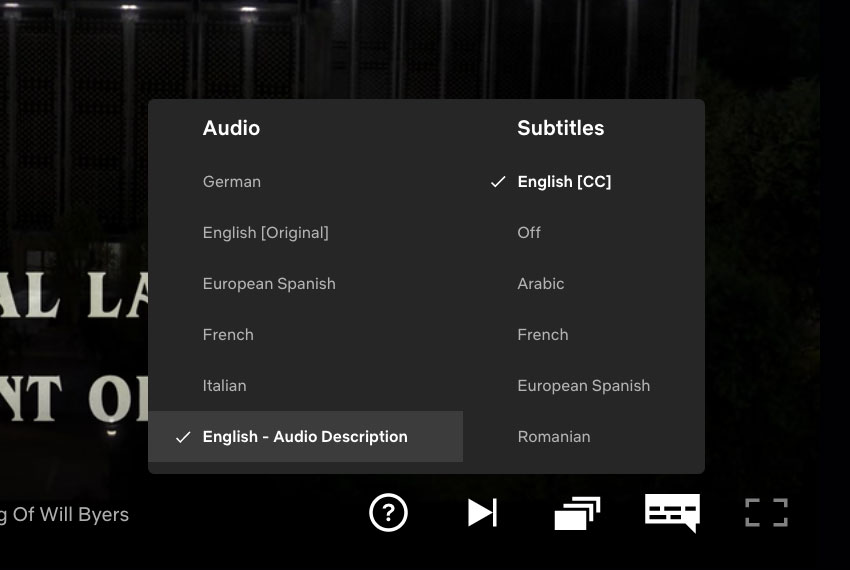 Audio
German
English [Original]
European Spanish
French
Italian
English - Audio Description
Subtitles
English [CC]
Off
Arabic
French
European Spanish
Romanian
AL LA
NT O
g Of Will Byers
?